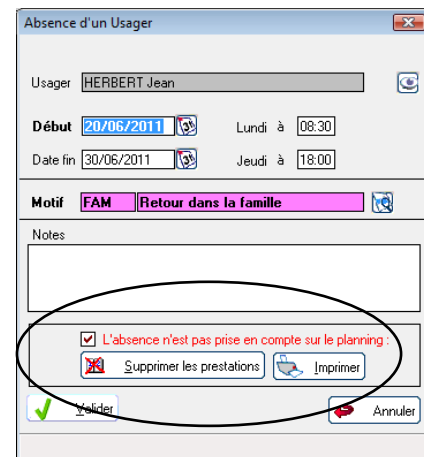 Absence d'un Usager
Usager HERBERT Jean
Début 20/06/2011 Lundi à 08:30
Date fin 30/06/2011 Jeudi à 18:00
Motif FAM Retour dans la famille
Notes
L'absence n'est pas prise en compte sur le planning :
Supprimer les prestations Imprimer
Valider Annuler